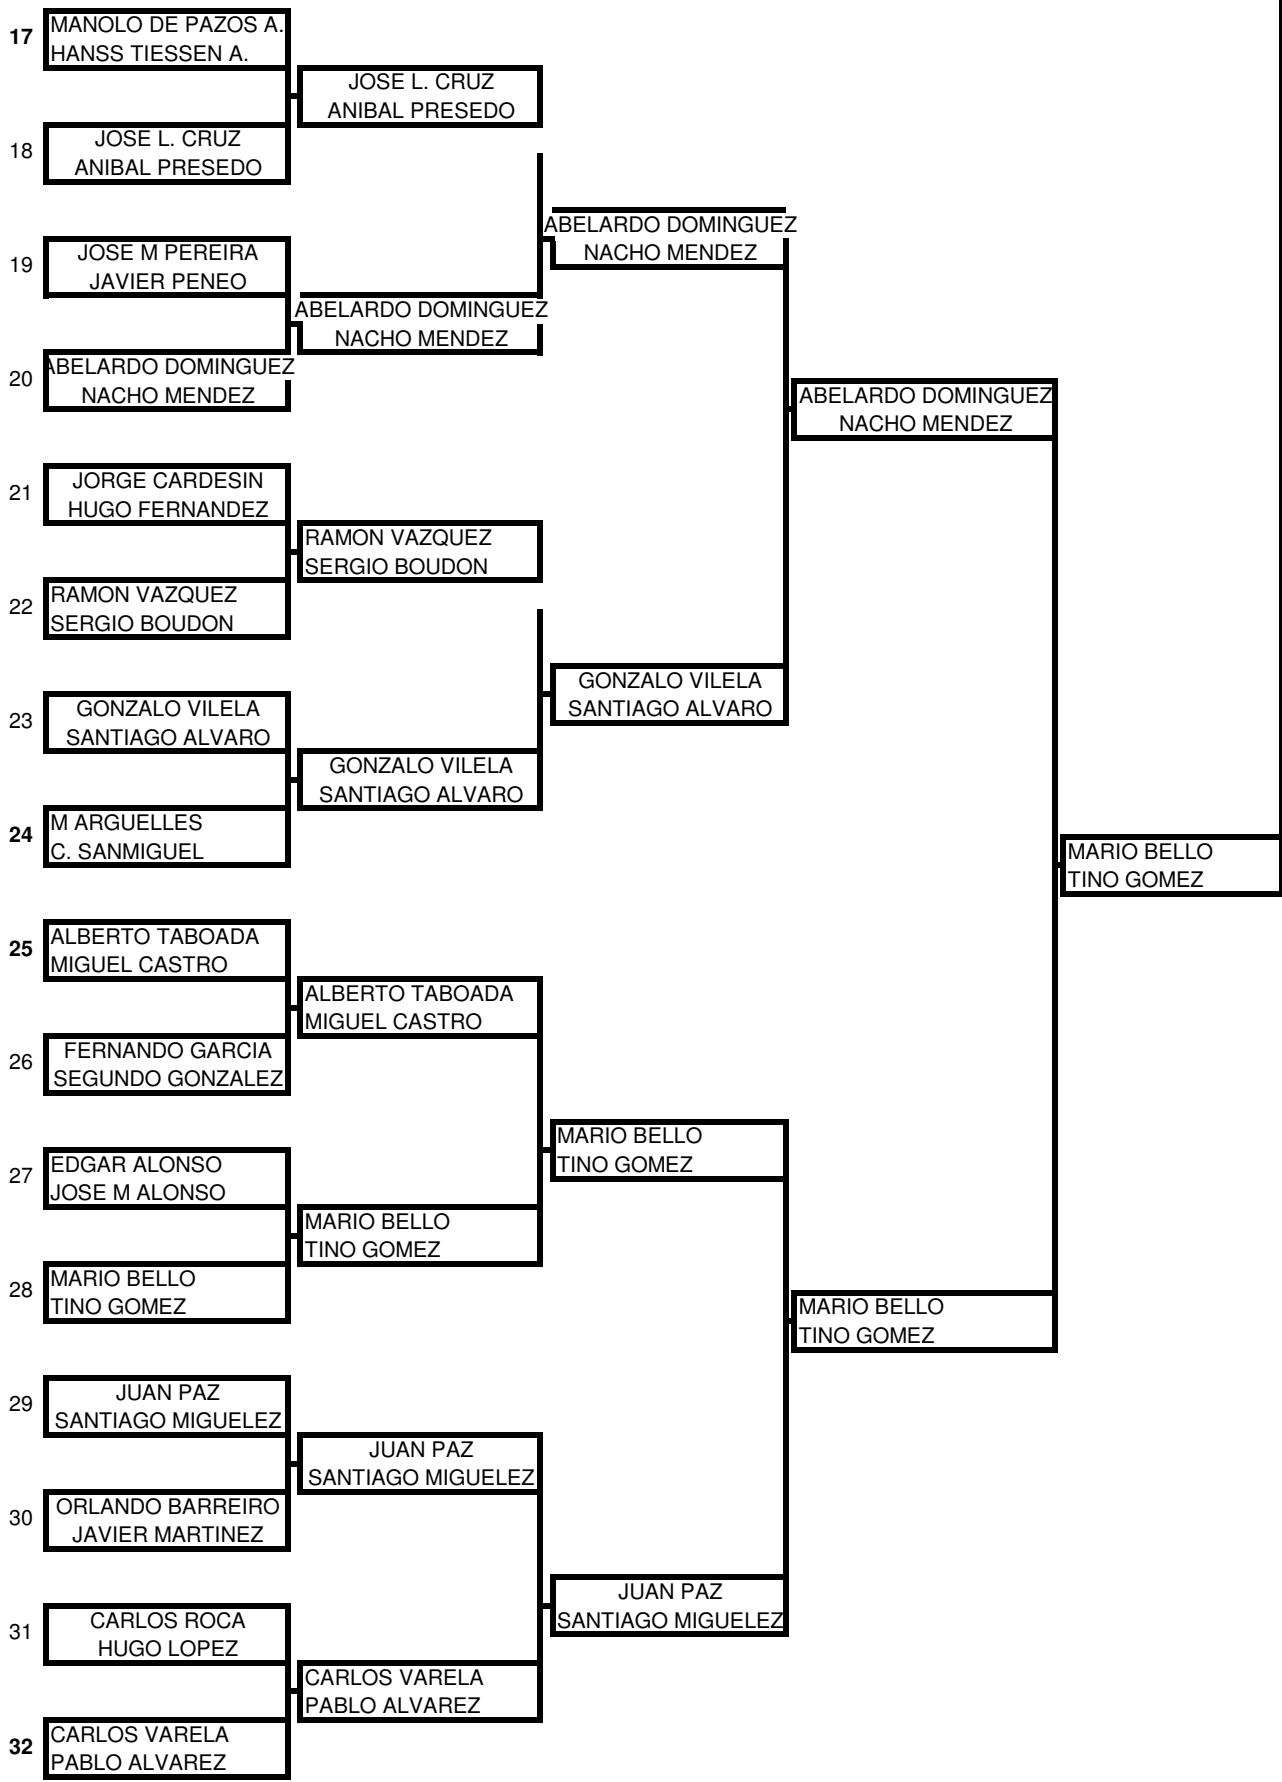 17
MANOLO DE PAZOS A.
HANSS TIESSEN A.
JOSE L. CRUZ
ANIBAL PRESEDO
18
JOSE L. CRUZ
ANIBAL PRESEDO
ABELARDO DOMINGUEZ
NACHO MENDEZ
19
JOSE M PEREIRA
JAVIER PENEO
ABELARDO DOMINGUEZ
NACHO MENDEZ
20
ABELARDO DOMINGUEZ
NACHO MENDEZ
ABELARDO DOMINGUEZ
NACHO MENDEZ
21
JORGE CARDESIN
HUGO FERNANDEZ
RAMON VAZQUEZ
SERGIO BOUDON
22
RAMON VAZQUEZ
SERGIO BOUDON
GONZALO VILELA
SANTIAGO ALVARO
23
GONZALO VILELA
SANTIAGO ALVARO
GONZALO VILELA
SANTIAGO ALVARO
24
M ARGUELLES
C. SANMIGUEL
MARIO BELLO
TINO GOMEZ
25
ALBERTO TABOADA
MIGUEL CASTRO
ALBERTO TABOADA
MIGUEL CASTRO
26
FERNANDO GARCIA
SEGUNDO GONZALEZ
MARIO BELLO
TINO GOMEZ
27
EDGAR ALONSO
JOSE M ALONSO
MARIO BELLO
TINO GOMEZ
28
MARIO BELLO
TINO GOMEZ
MARIO BELLO
TINO GOMEZ
29
JUAN PAZ
SANTIAGO MIGUELEZ
JUAN PAZ
SANTIAGO MIGUELEZ
30
ORLANDO BARREIRO
JAVIER MARTINEZ
JUAN PAZ
SANTIAGO MIGUELEZ
31
CARLOS ROCA
HUGO LOPEZ
CARLOS VARELA
PABLO ALVAREZ
32
CARLOS VARELA
PABLO ALVAREZ